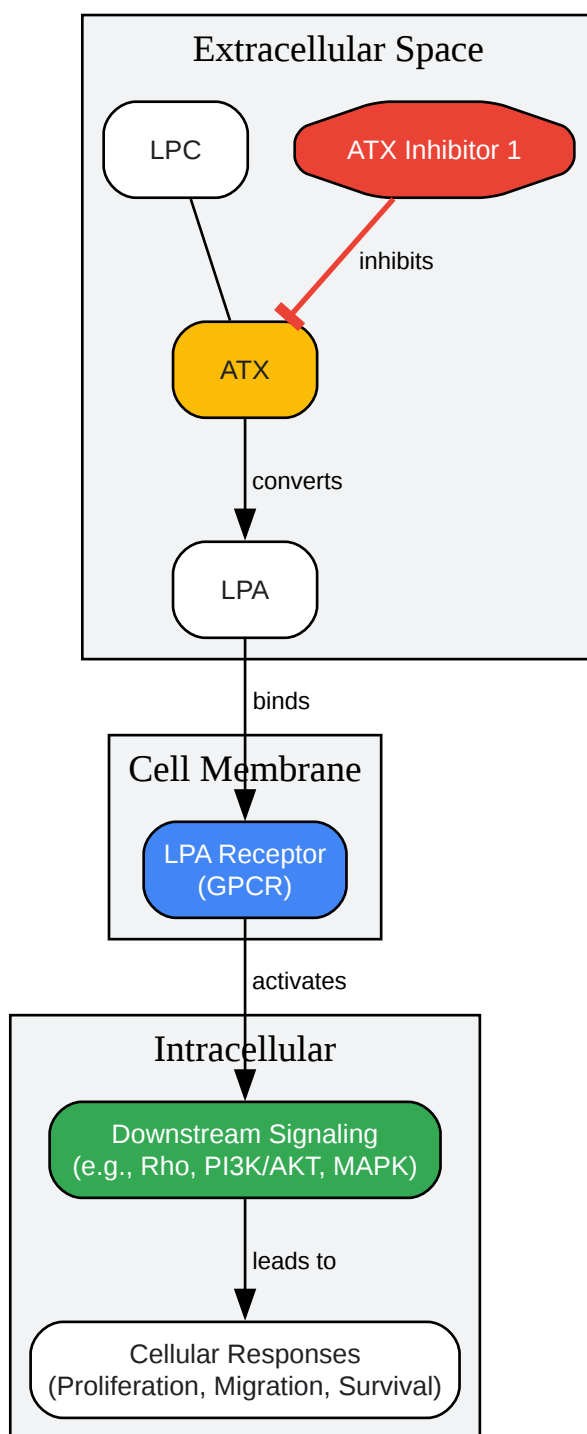 Extracellular Space
LPC
ATX Inhibitor 1
inhibits
ATX
converts
LPA
binds
Cell Membrane
LPA Receptor
(GPCR)
activates
Intracellular
Downstream Signaling
(e.g., Rho, PI3K/AKT, MAPK)
leads to
Cellular Responses
(Proliferation, Migration, Survival)